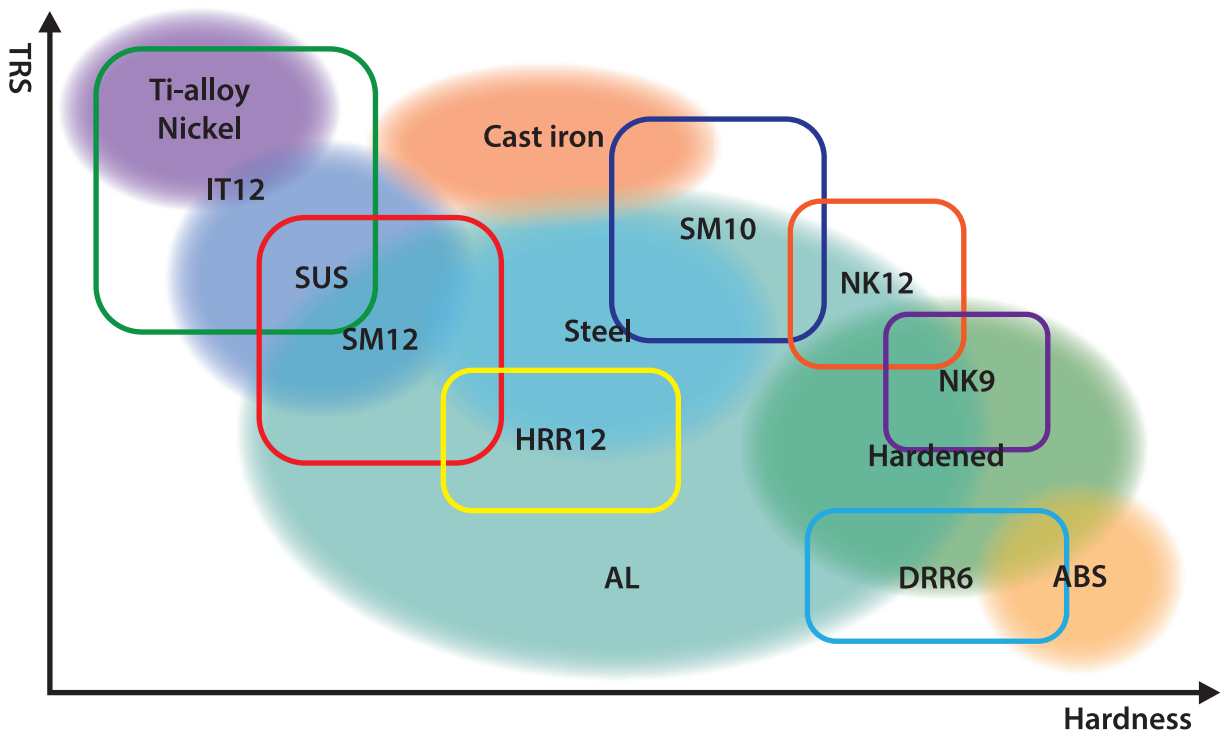 TRS
Ti-alloy
Nickel
Cast iron
IT12
SM10
SUS
NK12
SM12
Steel
NK9
HRR12
Hardened
AL
DRR6
ABS
Hardness